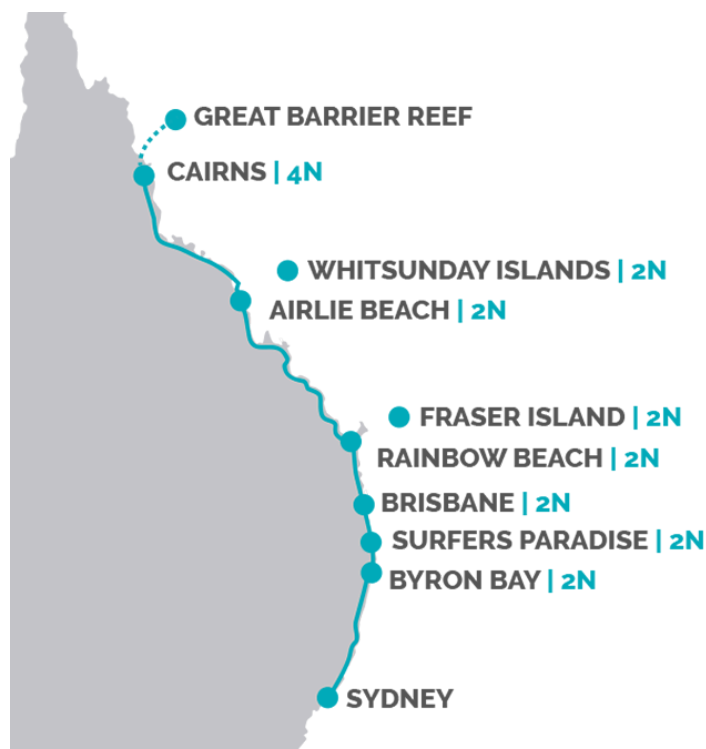 GREAT BARRIER REEF
CAIRNS | 4N
WHITSUNDAY ISLANDS | 2N
AIRLIE BEACH | 2N
FRASER ISLAND | 2N
RAINBOW BEACH | 2N
BRISBANE | 2N
SURFERS PARADISE | 2N
BYRON BAY | 2N
SYDNEY